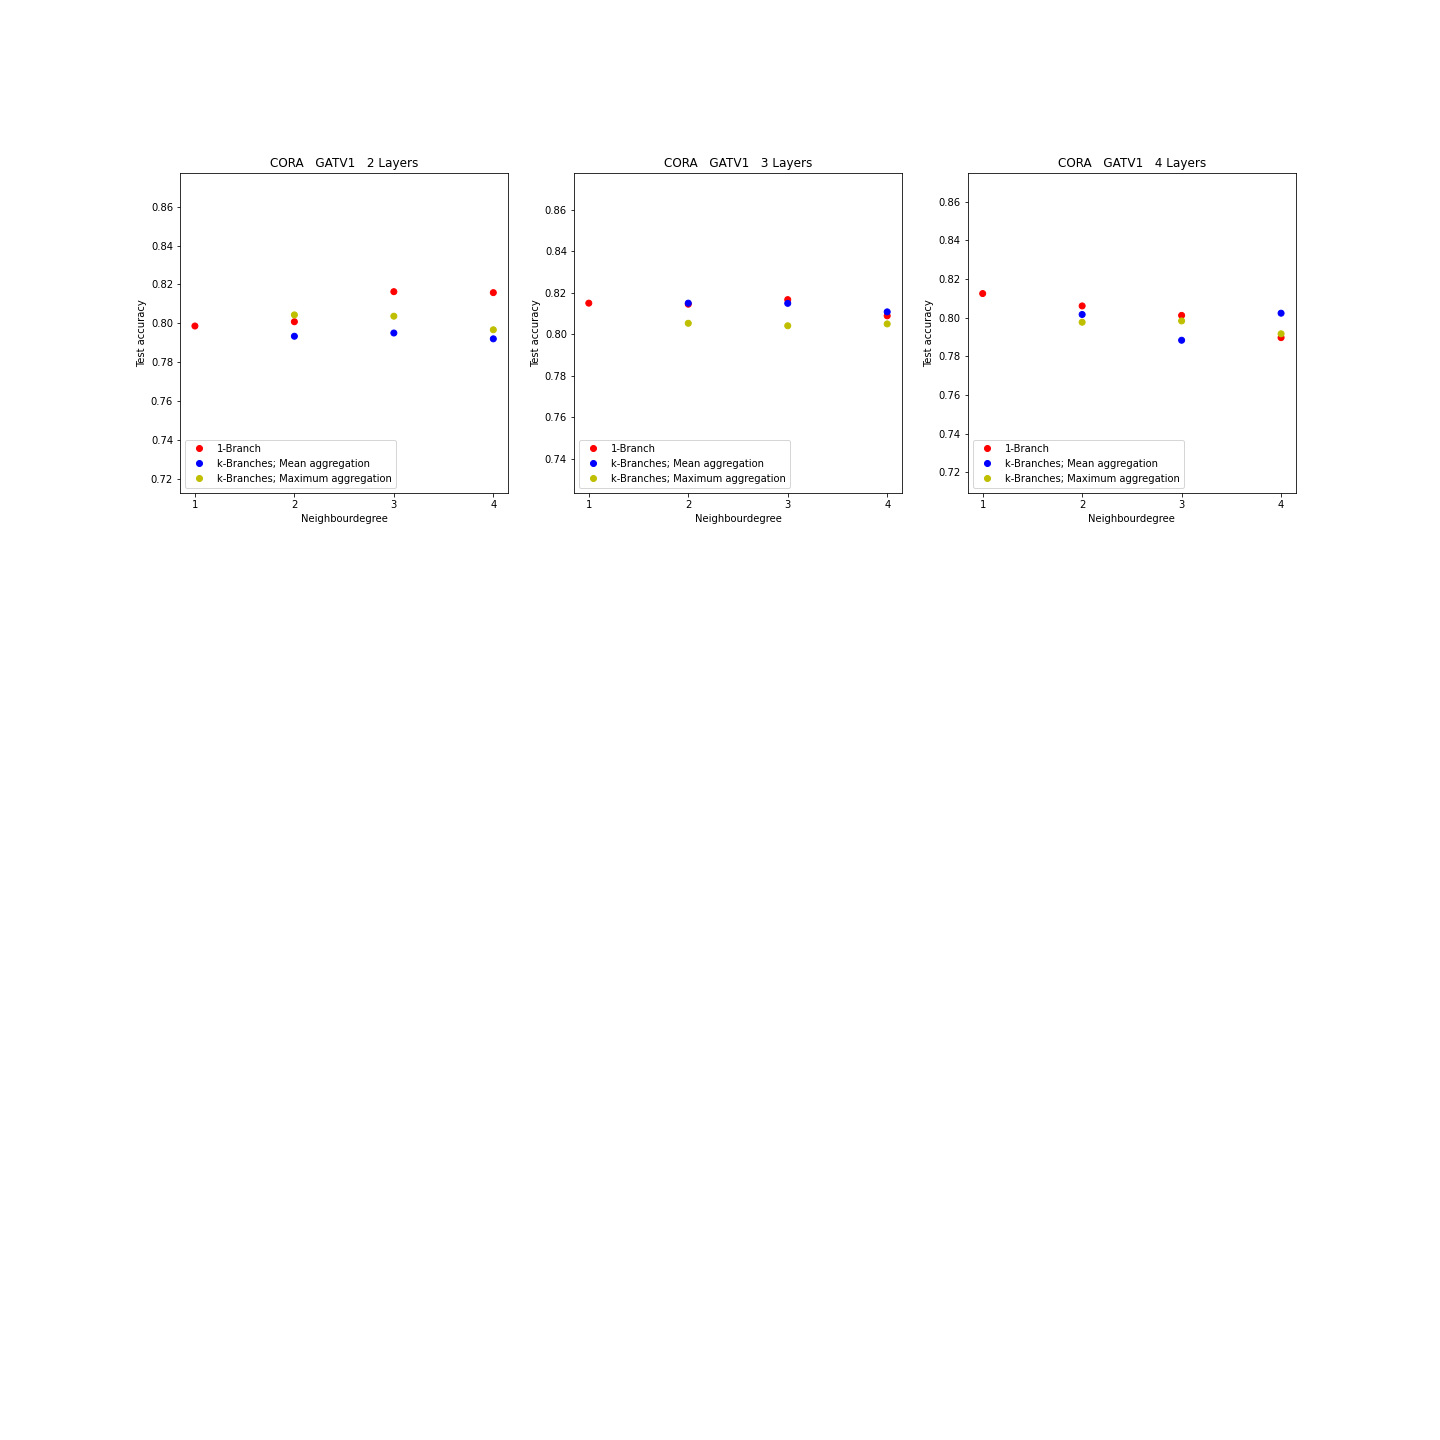 CORA   GATV1   2 Layers
Test accuracy
0.86
0.84
0.82
0.80
0.78
0.76
0.74
0.72
1-Branch
k-Branches; Mean aggregation
k-Branches; Maximum aggregation
1 2 3 4
Neighbourdegree
CORA   GATV1   3 Layers
Test accuracy
0.86
0.84
0.82
0.80
0.78
0.76
0.74
1-Branch
k-Branches; Mean aggregation
k-Branches; Maximum aggregation
1 2 3 4
Neighbourdegree
CORA   GATV1   4 Layers
Test accuracy
0.86
0.84
0.82
0.80
0.78
0.76
0.74
0.72
1-Branch
k-Branches; Mean aggregation
k-Branches; Maximum aggregation
1 2 3 4
Neighbourdegree